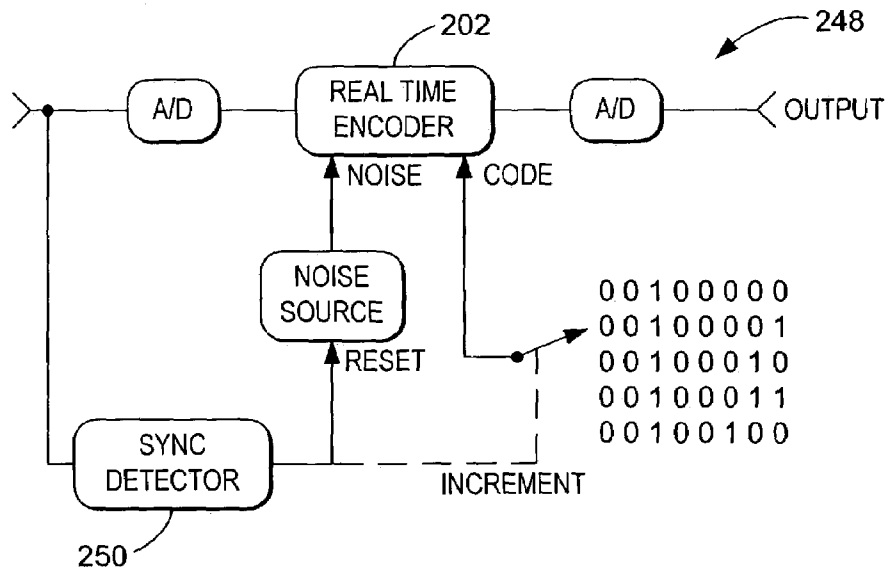 202
248
A/D
REAL TIME
ENCODER
A/D
OUTPUT
NOISE
CODE
NOISE
SOURCE
RESET
0 0 1 0 0 0 0 0
0 0 1 0 0 0 0 1
0 0 1 0 0 0 1 0
0 0 1 0 0 0 1 1
0 0 1 0 0 1 0 0
SYNC
DETECTOR
INCREMENT
250